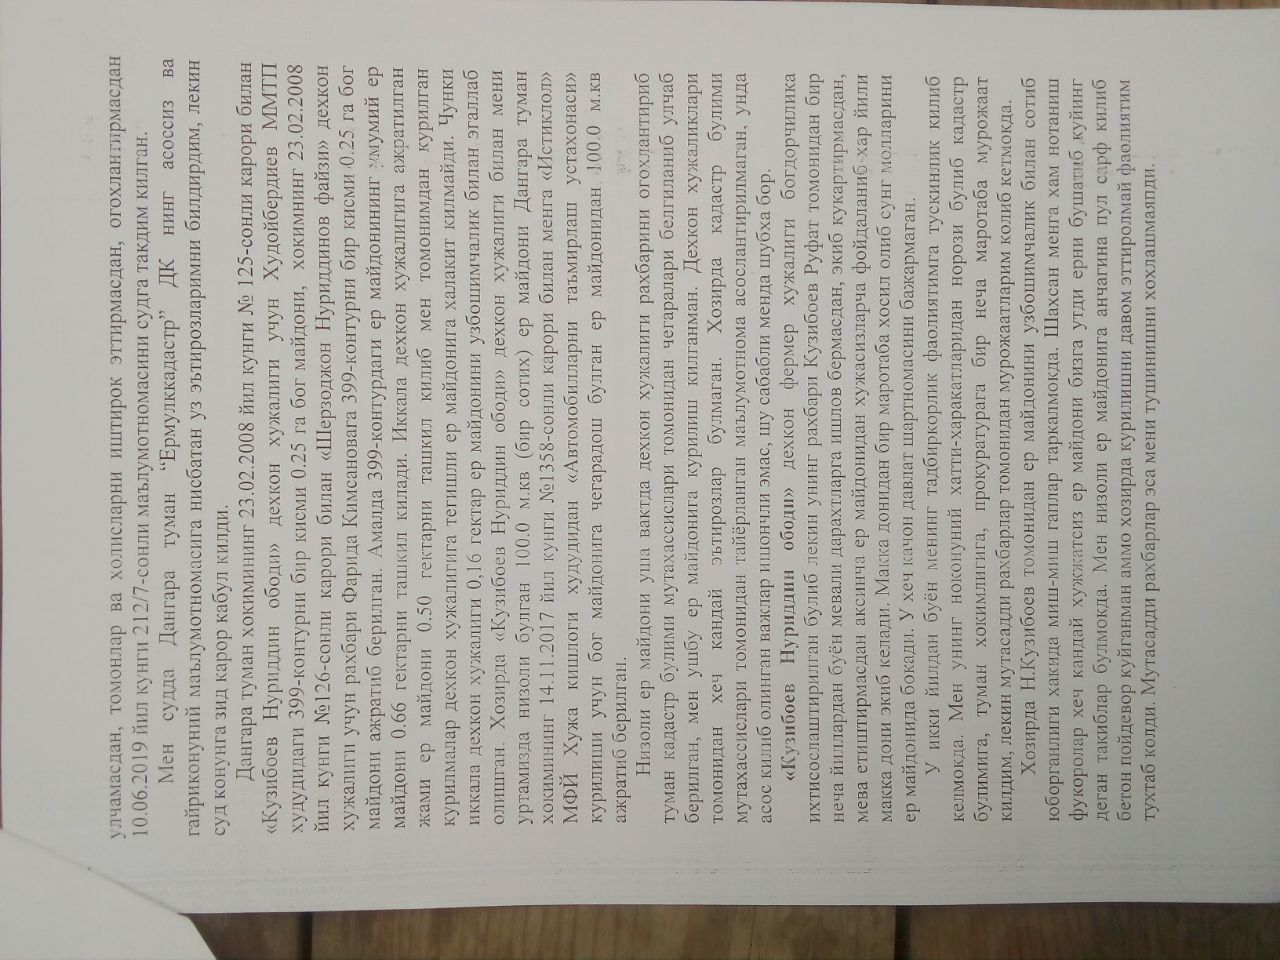 улчамасдан, томонлар ва холисларни иштирок эттирмасдан, огохлантирмасдан
10.06.2019 йил кунги 212/7-сонли маълумотномасини судга такдим килган.
Мен судда Дангара туман “Ермулккадастр” ДК нинг асоссиз ва
гайриконуний маълумотномасига нисбатан уз эътирозларимни билдирдим, лекин
суд конунга зид карор кабул килди.
Дангара туман хокимининг 23.02.2008 йил кунги № 125-сонли карори билан
«Кузибоев Нуриддин ободи» дехкон хужалиги учун Худойбердиев ММТП
худудидаги 399-контурни бир кисми 0.25 га бог майдони, хокимнинг 23.02.2008
йил кунги №126-сонли карори билан «Шерзоджон Нуриддинов файзи» дехкон
хужалиги учун рахбари Фарида Кимсановага 399-контурни бир кисми 0.25 га бог
майдони ажратиб берилган. Амалда 399-контурдаги ер майдонининг умумий ер
майдони 0.66 гектарни ташкил килади. Иккала дехкон хужалигига ажратилган
жами ер майдони 0.50 гектарни ташкил килиб мен томонимдан курилган
курилмалар дехкон хужалигига тегишли ер майдонига халакит килмайди. Чунки
иккала дехкон хужалиги 0,16 гектар ер майдонини узбошимчалик билан эгаллаб
олишган. Хозирда «Кузибоев Нуриддин ободи» дехкон хужалиги билан мени
уртамизда низоли булган 100.0 м.кв (бир сотих) ер майдони Дангара туман
хокимининг 14.11.2017 йил кунги №1358-сонли карори билан менга «Истиклол»
МФЙ Хужа кишлоги худудидан «Автомобилларни таъмирлаш устахонаси»
курилиши учун бог майдонига чегарадош булган ер майдонидан 100.0 м.кв
ажратиб берилган.
Низоли ер майдони уша вактда дехкон хужалиги рахбарини огохлантириб
туман кадастр булими мутахассислари томонидан чегаралари белгиланиб улчаб
берилган, мен ушбу ер майдонига курилиш килганман. Дехкон хужаликлари
томонидан хеч кандай эътирозлар булмаган. Хозирда кадастр булими
мутахассислари томонидан тайёрланган маълумотнома асослантирилмаган, унда
асос килиб олинган важлар ишончли эмас, шу сабабли менда шубха бор.
«Кузибоев Нуриддин ободи» дехкон фермер хужалиги богдорчиликa
ихтисослаштирилган булиб лекин унинг рахбари Кузибоев Руфат томонидан бир
неча йиллардан буён мевали дарахтларга ишлов бермасдан, экиб кукартирмасдан,
мева етиштирмасдан аксинча ер майдонидан хужасизларча фойдаланиб хар йили
макка дони экиб келади. Макка донидан бир маротаба хосил олиб сунг молларини
ер майдонида бокади. У хеч качон давлат шартномасини бажармаган.
У икки йилдан буён менинг тадбиркорлик фаолиятимга тускинлик килиб
келмокда. Мен унинг ноконуний хатти-харакатларидан норози булиб кадастр
булимига, туман хокимлигига, прокуратурага бир неча маротаба мурожаат
килдим, лекин мутасадди рахбарлар томонидан мурожаатларим колиб кетмокда.
Хозирда Н.Кузибоев томонидан ер майдонини узбошимчалик билан сотиб
юборганлиги хакида миш-миш гаплар таркалмокда. Шахсан менга хам нотаниш
фукоролар хеч кандай хужжатсиз ер майдони бизга утди ерни бушатиб куйинг
деган такиблар булмокда. Мен низоли ер майдонига анчагина пул сарф килиб
бетон пойдевор куйганман аммо хозирда курилишни давом эттиролмай фаолиятим
тухтаб колди. Мутасадди рахбарлар эса мени тушинишни хохлашмаяпди.